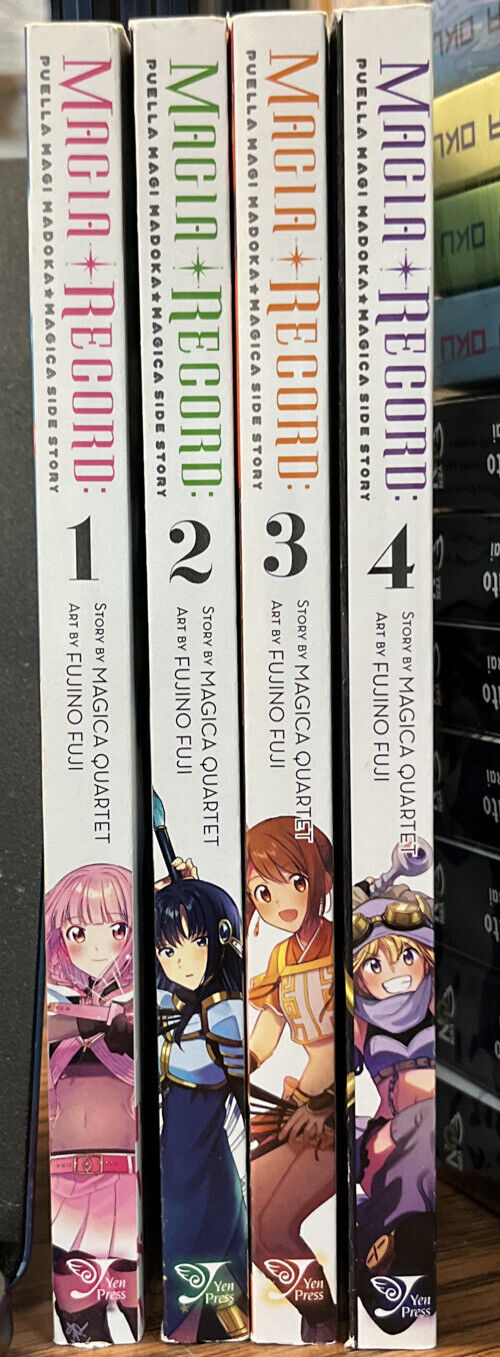 MAGIA RECORD:
PUELLA MAGI MADOKA★MAGICA SIDE STORY
1
STORY BY MAGICA QUARTET
ART BY FUJINO FUJI
Yen
Press
MAGIA RECORD:
PUELLA MAGI MADOKA★MAGICA SIDE STORY
2
STORY BY MAGICA QUARTET
ART BY FUJINO FUJI
Yen
Press
MAGIA RECORD:
PUELLA MAGI MADOKA★MAGICA SIDE STORY
3
STORY BY MAGICA QUARTET
ART BY FUJINO FUJI
Yen
Press
MAGIA RECORD:
PUELLA MAGI MADOKA★MAGICA SIDE STORY
4
STORY BY MAGICA QUARTET
ART BY FUJINO FUJI
Yen
Press